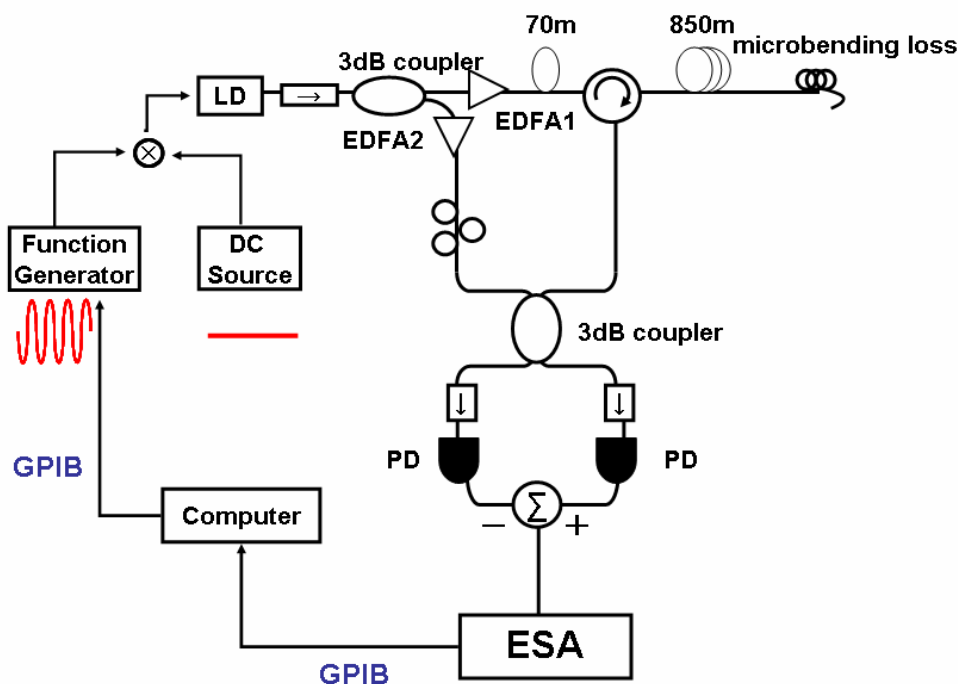 70m
850m
microbending loss
3dB coupler
LD
→
EDFA1
EDFA2
Function
Generator
DC
Source
3dB coupler
↓
↓
PD
PD
GPIB
Σ
− +
Computer
ESA
GPIB